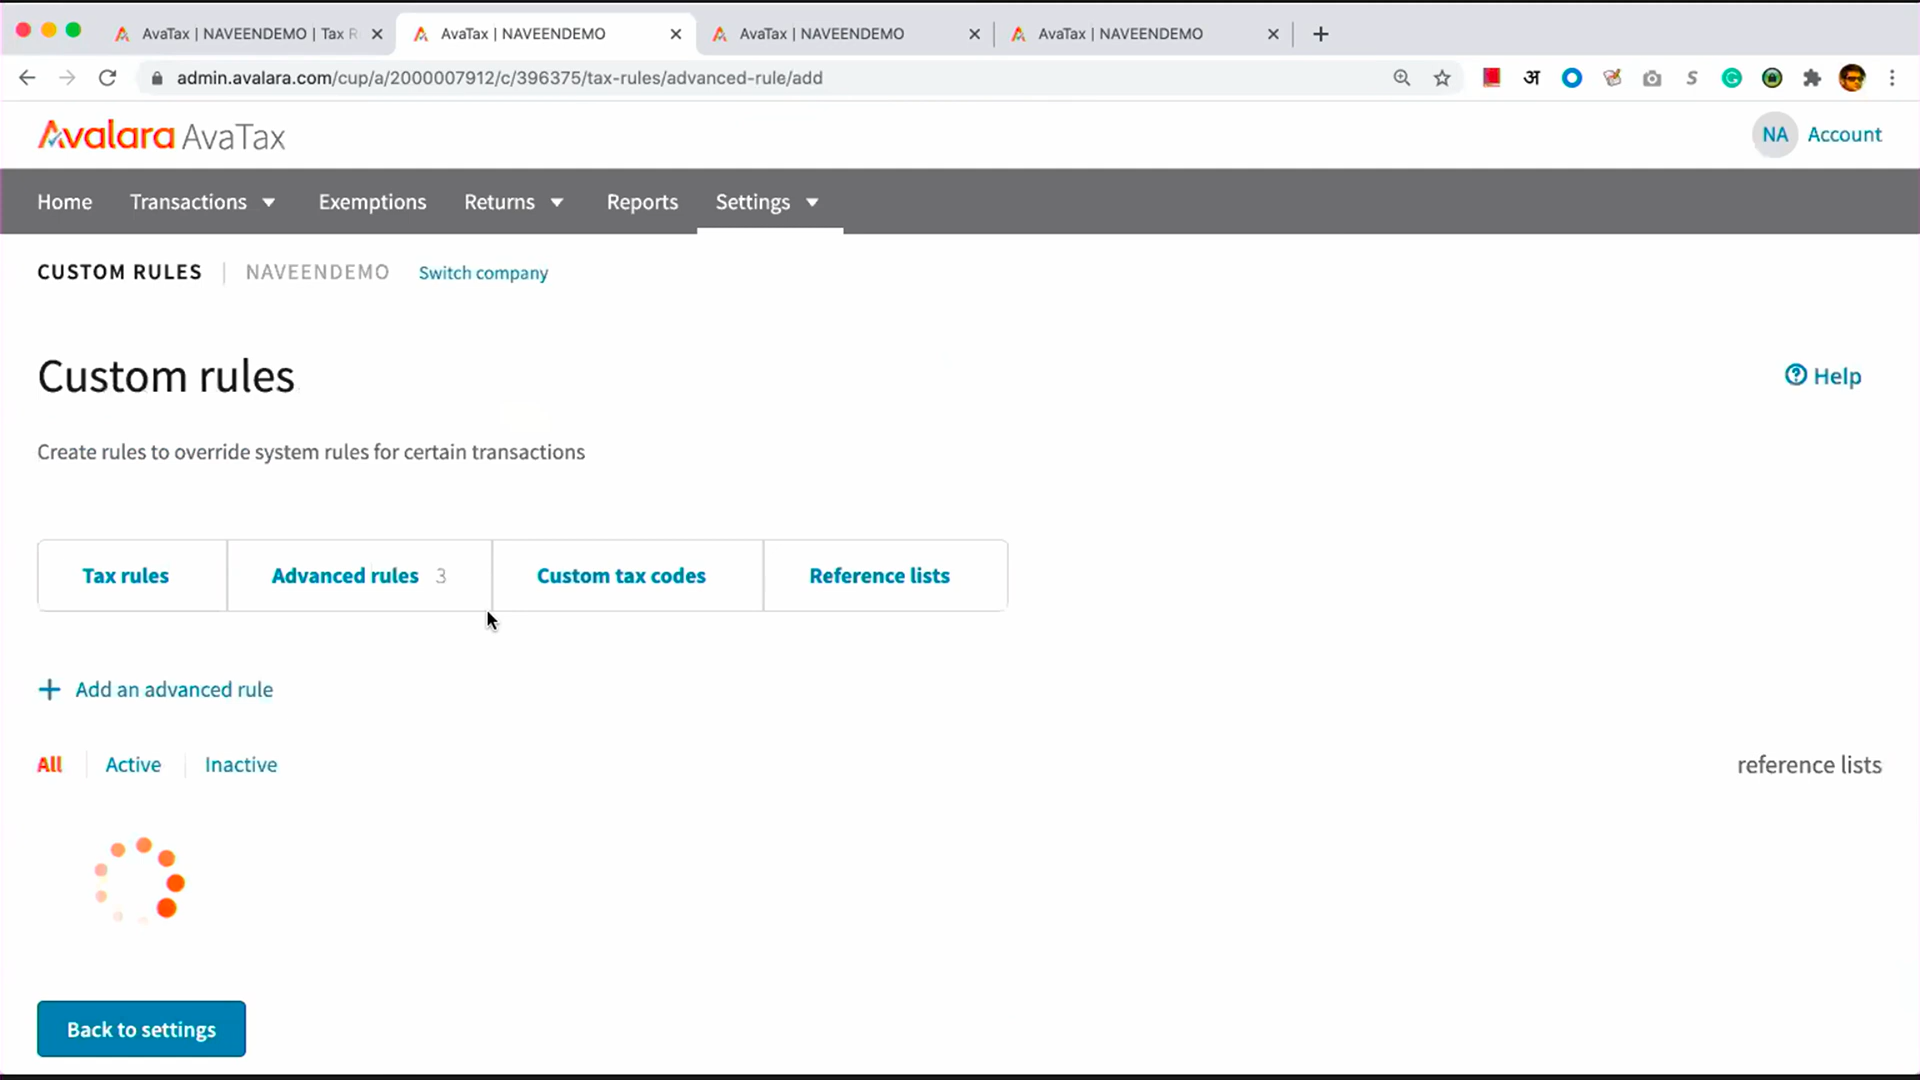 AvaTax | NAVEENDEMO | Tax R
AvaTax | NAVEENDEMO
AvaTax | NAVEENDEMO
AvaTax | NAVEENDEMO
admin.avalara.com/cup/a/2000007912/c/396375/tax-rules/advanced-rule/add
अ
S
Avalara AvaTax
NA Account
Home Transactions Exemptions Returns Reports Settings
CUSTOM RULES | NAVEENDEMO Switch company
Custom rules
Help
Create rules to override system rules for certain transactions
Tax rules Advanced rules 3 Custom tax codes Reference lists
+ Add an advanced rule
All Active Inactive
reference lists
Back to settings